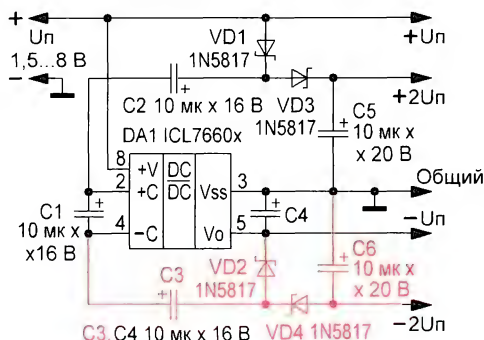 +
Uп
1,5...8 В
–
VD1
1N5817
+Uп
C2 10 мк x 16 В
VD3
1N5817
+2Uп
DA1 ICL7660x
C5
10 мк x
x 20 В
8
2
4
+V
+C
–C
DC
DC
Vss
Vo
3
5
Общий
C1
10 мк x
x16 В
C4
–Uп
C3
VD2
1N5817
C6
10 мк x
x 20 В
C3, C4 10 мк x 16 В
VD4 1N5817
–2Uп